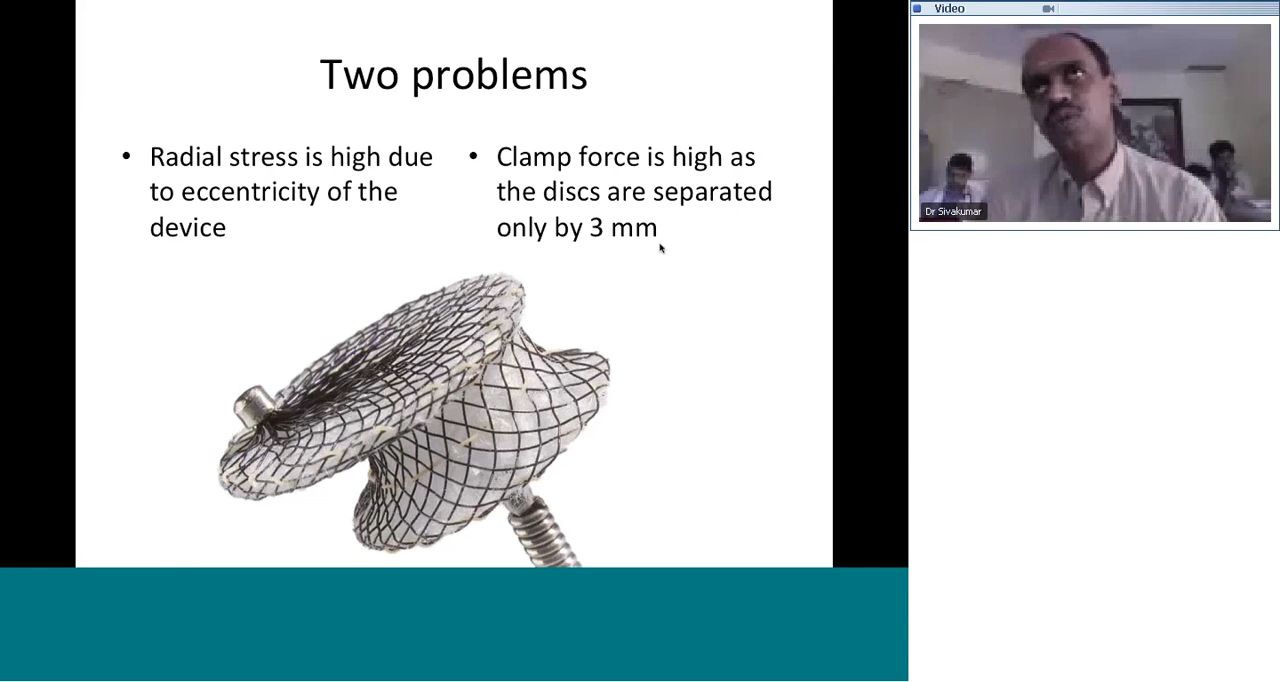 Two problems
• Radial stress is high due
to eccentricity of the
device
• Clamp force is high as
the discs are separated
only by 3 mm
Video
Dr Sivakumar